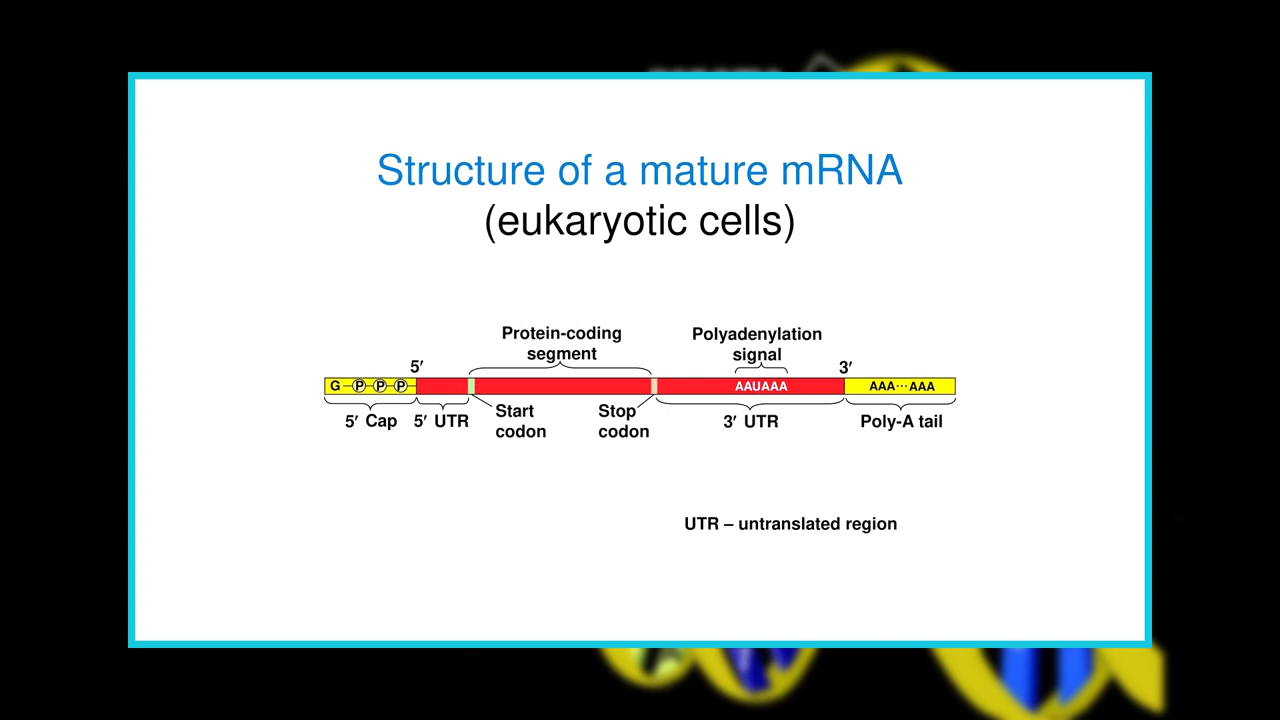 Structure of a mature mRNA
(eukaryotic cells)
Protein-coding
segment
Polyadenylation
signal
5′
3′
G P P P
AAUAAA
AAA···AAA
5′ Cap
5′ UTR
Start
codon
Stop
codon
3′ UTR
Poly-A tail
UTR – untranslated region